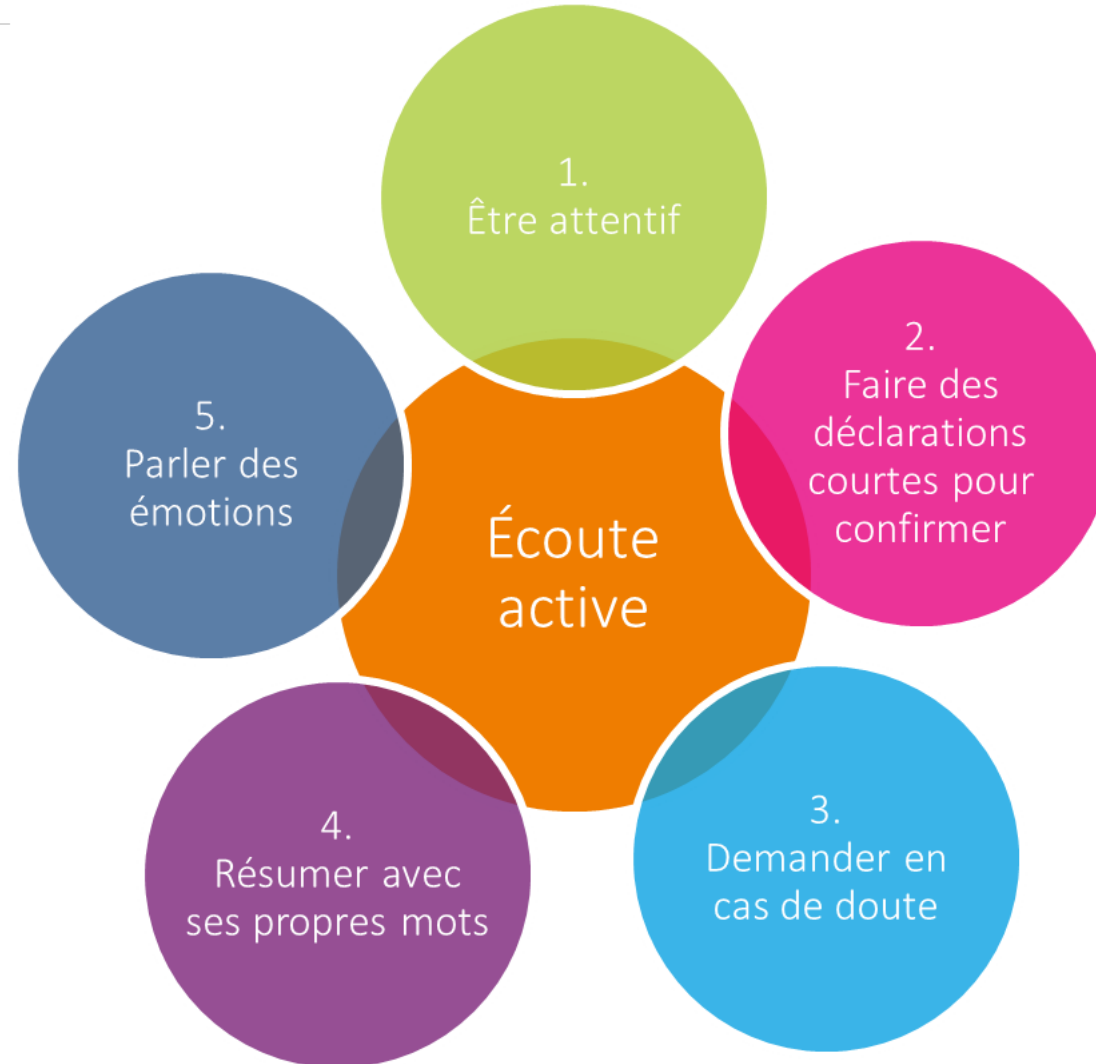 1.
Être attentif
2.
Faire des
déclarations
courtes pour
confirmer
3.
Demander en
cas de doute
4.
Résumer avec
ses propres mots
5.
Parler des
émotions
Écoute
active